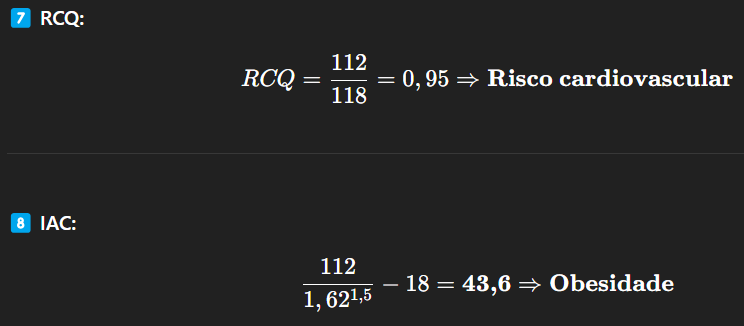 7 RCQ:
RCQ = 112/118 = 0,95 ⇒ Risco cardiovascular
8 IAC:
112/1,62^1,5 − 18 = 43,6 ⇒ Obesidade